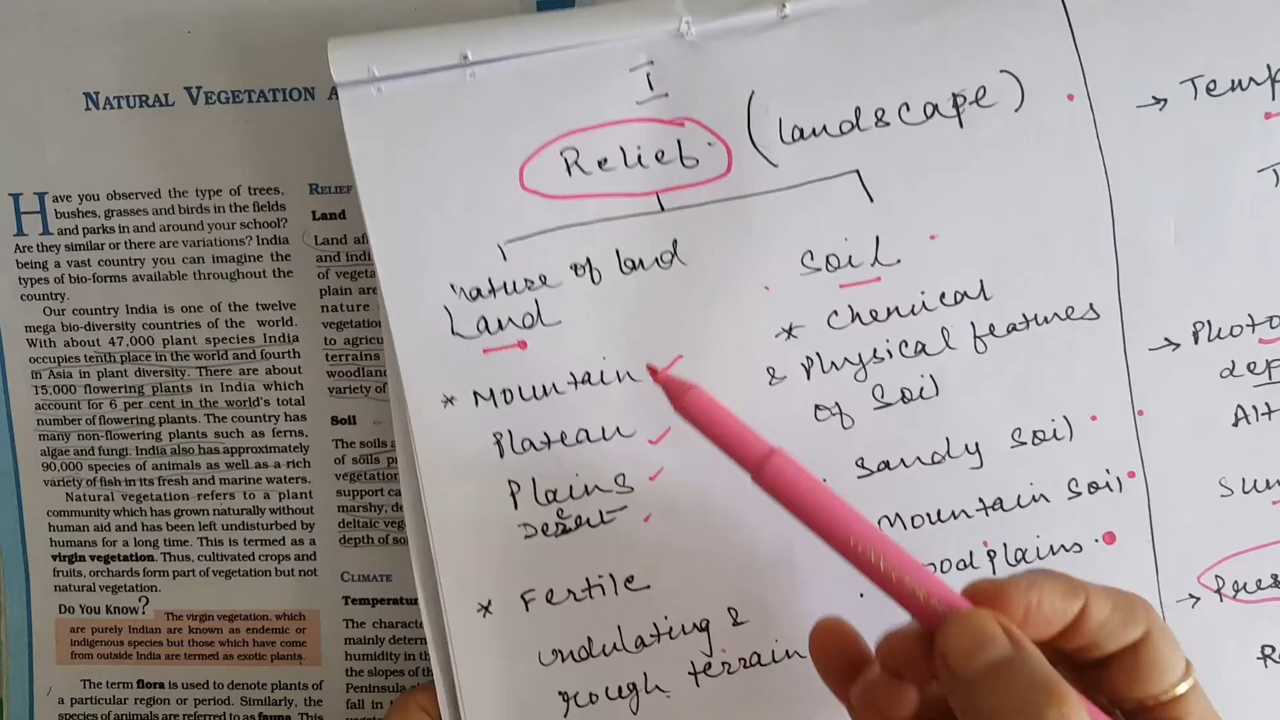 NATURAL VEGETATION A
Have you observed the type of trees,
bushes, grasses and birds in the fields
and parks in and around your school?
Are they similar or there are variations? India
being a vast country you can imagine the
types of bio-forms available throughout the
country.
Our country India is one of the twelve
mega bio-diversity countries of the world.
With about 47,000 plant species India
occupies tenth place in the world and fourth
in Asia in plant diversity. There are about
15,000 flowering plants in India which
account for 6 per cent in the world's total
number of flowering plants. The country has
many non-flowering plants such as ferns,
algae and fungi. India also has approximately
90,000 species of animals as well as a rich
variety of fish in its fresh and marine waters.
Natural vegetation refers to a plant
community which has grown naturally without
human aid and has been left undisturbed by
humans for a long time. This is termed as a
virgin vegetation. Thus, cultivated crops and
fruits, orchards form part of vegetation but not
natural vegetation.
Do You Know?
The virgin vegetation, which
are purely Indian are known as endemic or
indigenous species but those which have come
from outside India are termed as exotic plants.
The term flora is used to denote plants of
a particular region or period. Similarly, the
species of animals are referred to as fauna. This
RELIEF
Land
Land
and indi
of vegeta
plain are
nature
vegetation
to agricu
terrains
woodlan
variety of
Soil
The soils
of soils p
vegetation
support ca
marshy, de
deltaic veg
depth of so
CLIMATE
Temperatu
The characte
mainly determ
humidity in th
the slopes of th
Peninsula
fall in
vegeta
I
Relief (landscape)
nature of land
Land
* Mountain
Plateau
Plains
Desert
* Fertile
undulating &
rough terrain
Soil
* Chemical
& Physical features
of Soil
Sandy Soil
Mountain Soil
ood plains
→ Temp
T
→ Photo
dep
Alt
Sun
→ Prec
R